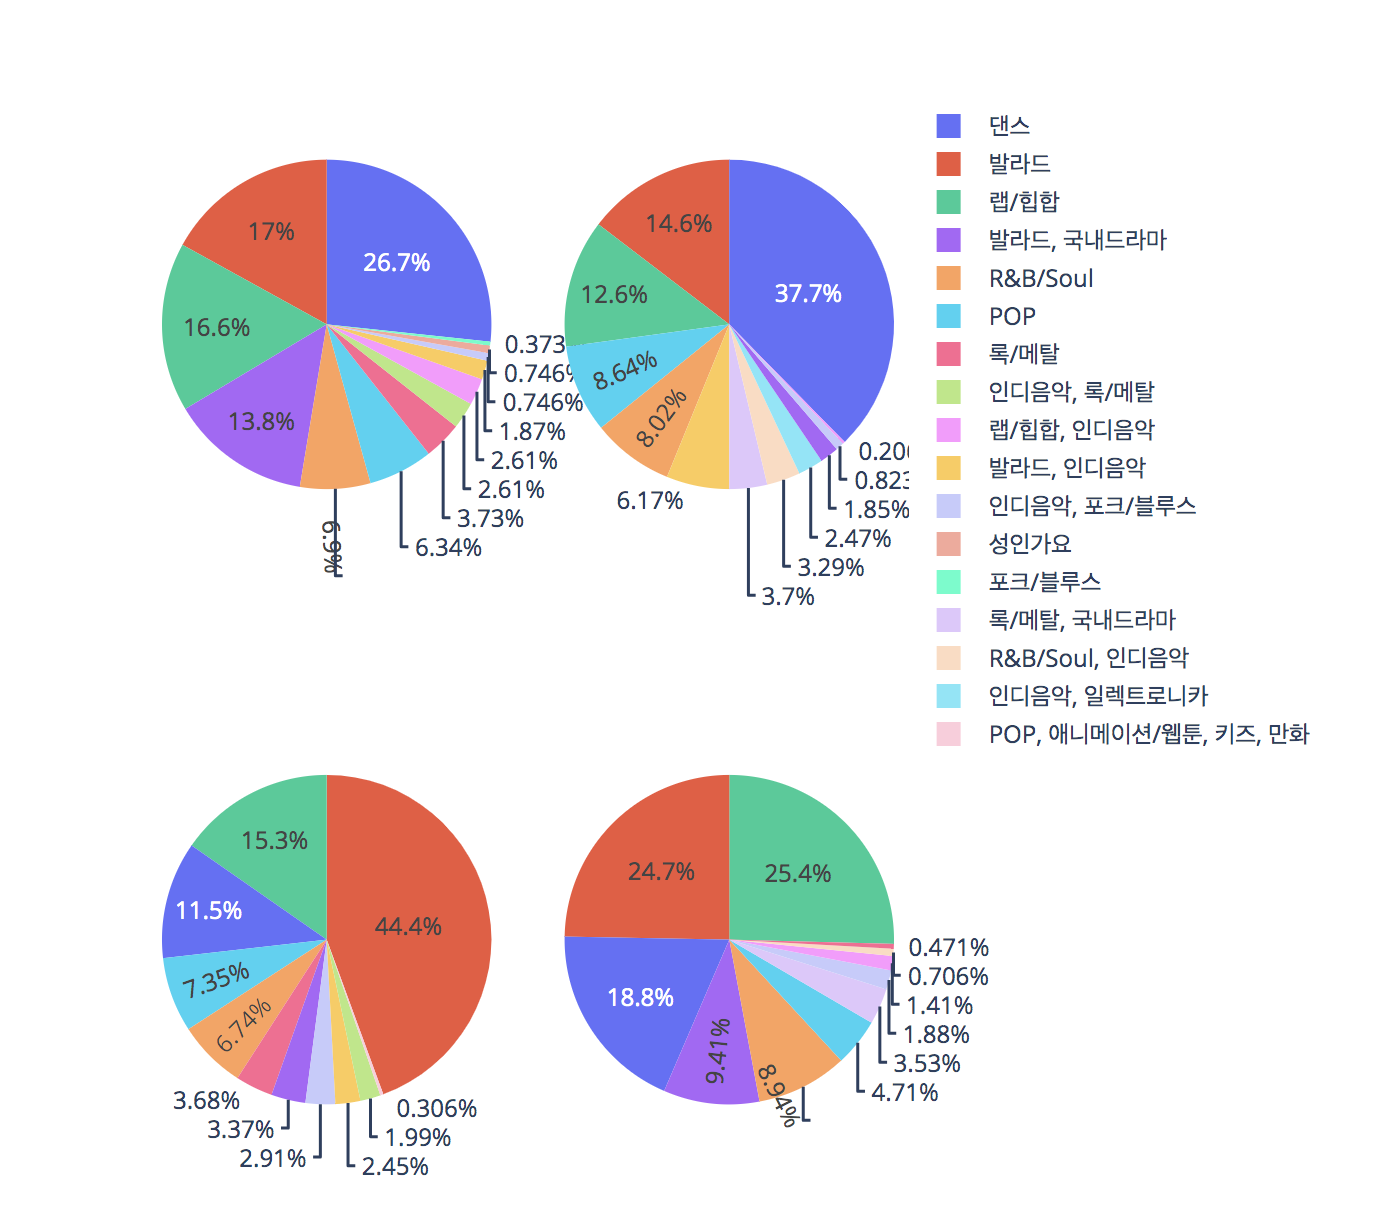 17%
26.7%
16.6%
13.8%
6.9%
6.34%
3.73%
2.61%
2.61%
1.87%
0.746%
0.746%
0.373
14.6%
37.7%
12.6%
8.64%
8.02%
6.17%
3.7%
3.29%
2.47%
1.85%
0.823
댄스
발라드
랩/힙합
발라드, 국내드라마
R&B/Soul
POP
록/메탈
인디음악, 록/메탈
랩/힙합, 인디음악
발라드, 인디음악
인디음악, 포크/블루스
성인가요
포크/블루스
록/메탈, 국내드라마
R&B/Soul, 인디음악
인디음악, 일렉트로니카
POP, 애니메이션/웹툰, 키즈, 만화
15.3%
44.4%
11.5%
7.35%
6.74%
3.68%
3.37%
2.91%
2.45%
1.99%
0.306%
24.7%
25.4%
18.8%
9.41%
8.94%
4.71%
3.53%
1.88%
1.41%
0.706%
0.471%